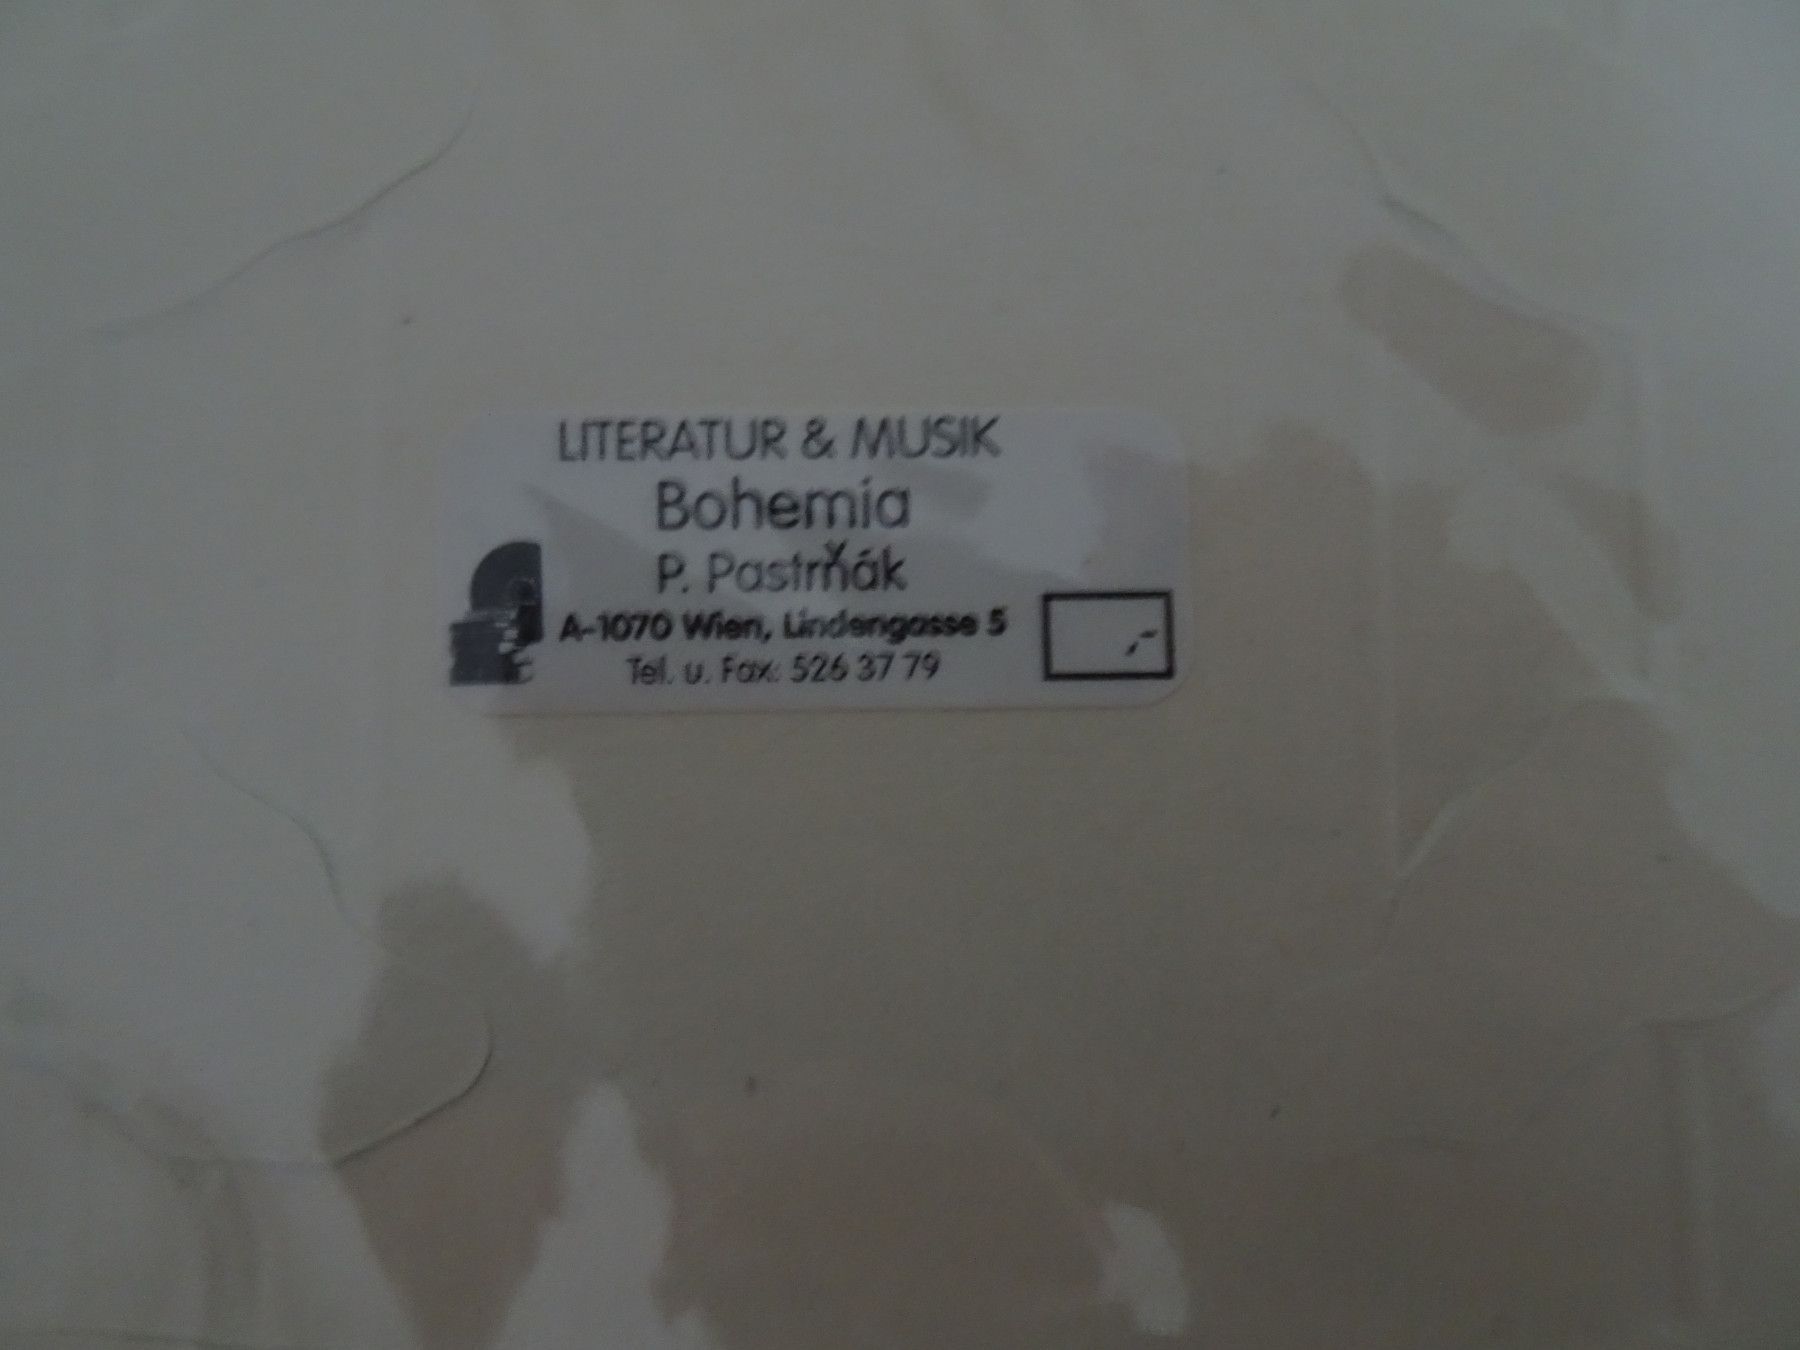 LITERATUR & MUSIK
Bohemia
P. Pastrňák
A-1070 Wien, Lindengasse 5
Tel. u. Fax: 526 37 79
,-